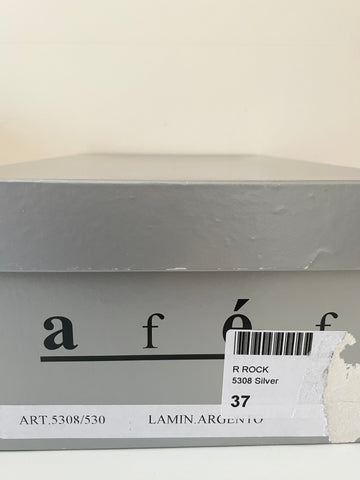 a f é f
R ROCK
5308 Silver
37
ART.5308/530 LAMIN.ARGENTO